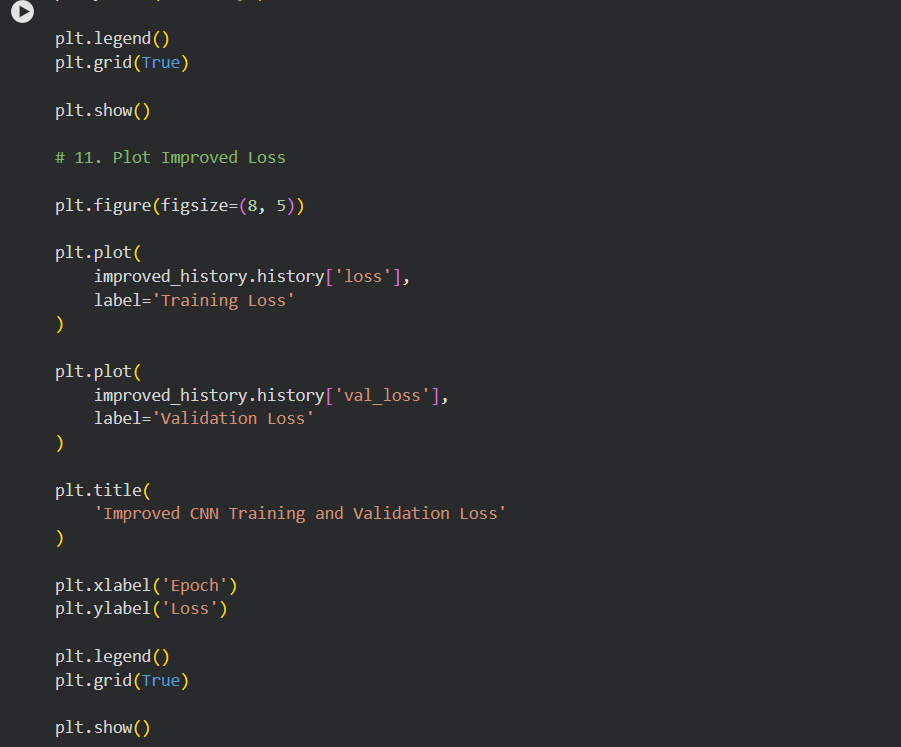 plt.legend()
plt.grid(True)
plt.show()
# 11. Plot Improved Loss
plt.figure(figsize=(8, 5))
plt.plot(
    improved_history.history['loss'],
    label='Training Loss'
)
plt.plot(
    improved_history.history['val_loss'],
    label='Validation Loss'
)
plt.title(
    'Improved CNN Training and Validation Loss'
)
plt.xlabel('Epoch')
plt.ylabel('Loss')
plt.legend()
plt.grid(True)
plt.show()